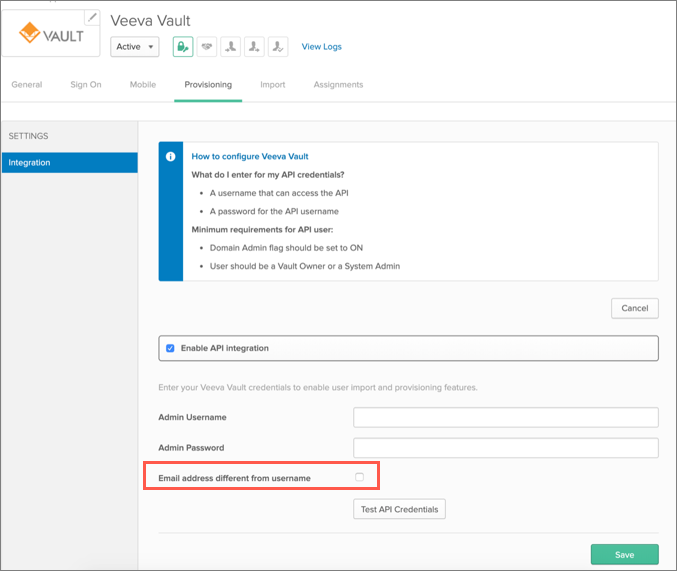 VAULT
Veeva Vault
Active
View Logs
General Sign On Mobile Provisioning Import Assignments
SETTINGS
Integration
How to configure Veeva Vault
What do I enter for my API credentials?
• A username that can access the API
• A password for the API username
Minimum requirements for API user:
• Domain Admin flag should be set to ON
• User should be a Vault Owner or a System Admin
Cancel
Enable API integration
Enter your Veeva Vault credentials to enable user import and provisioning features.
Admin Username
Admin Password
Email address different from username
Test API Credentials
Save